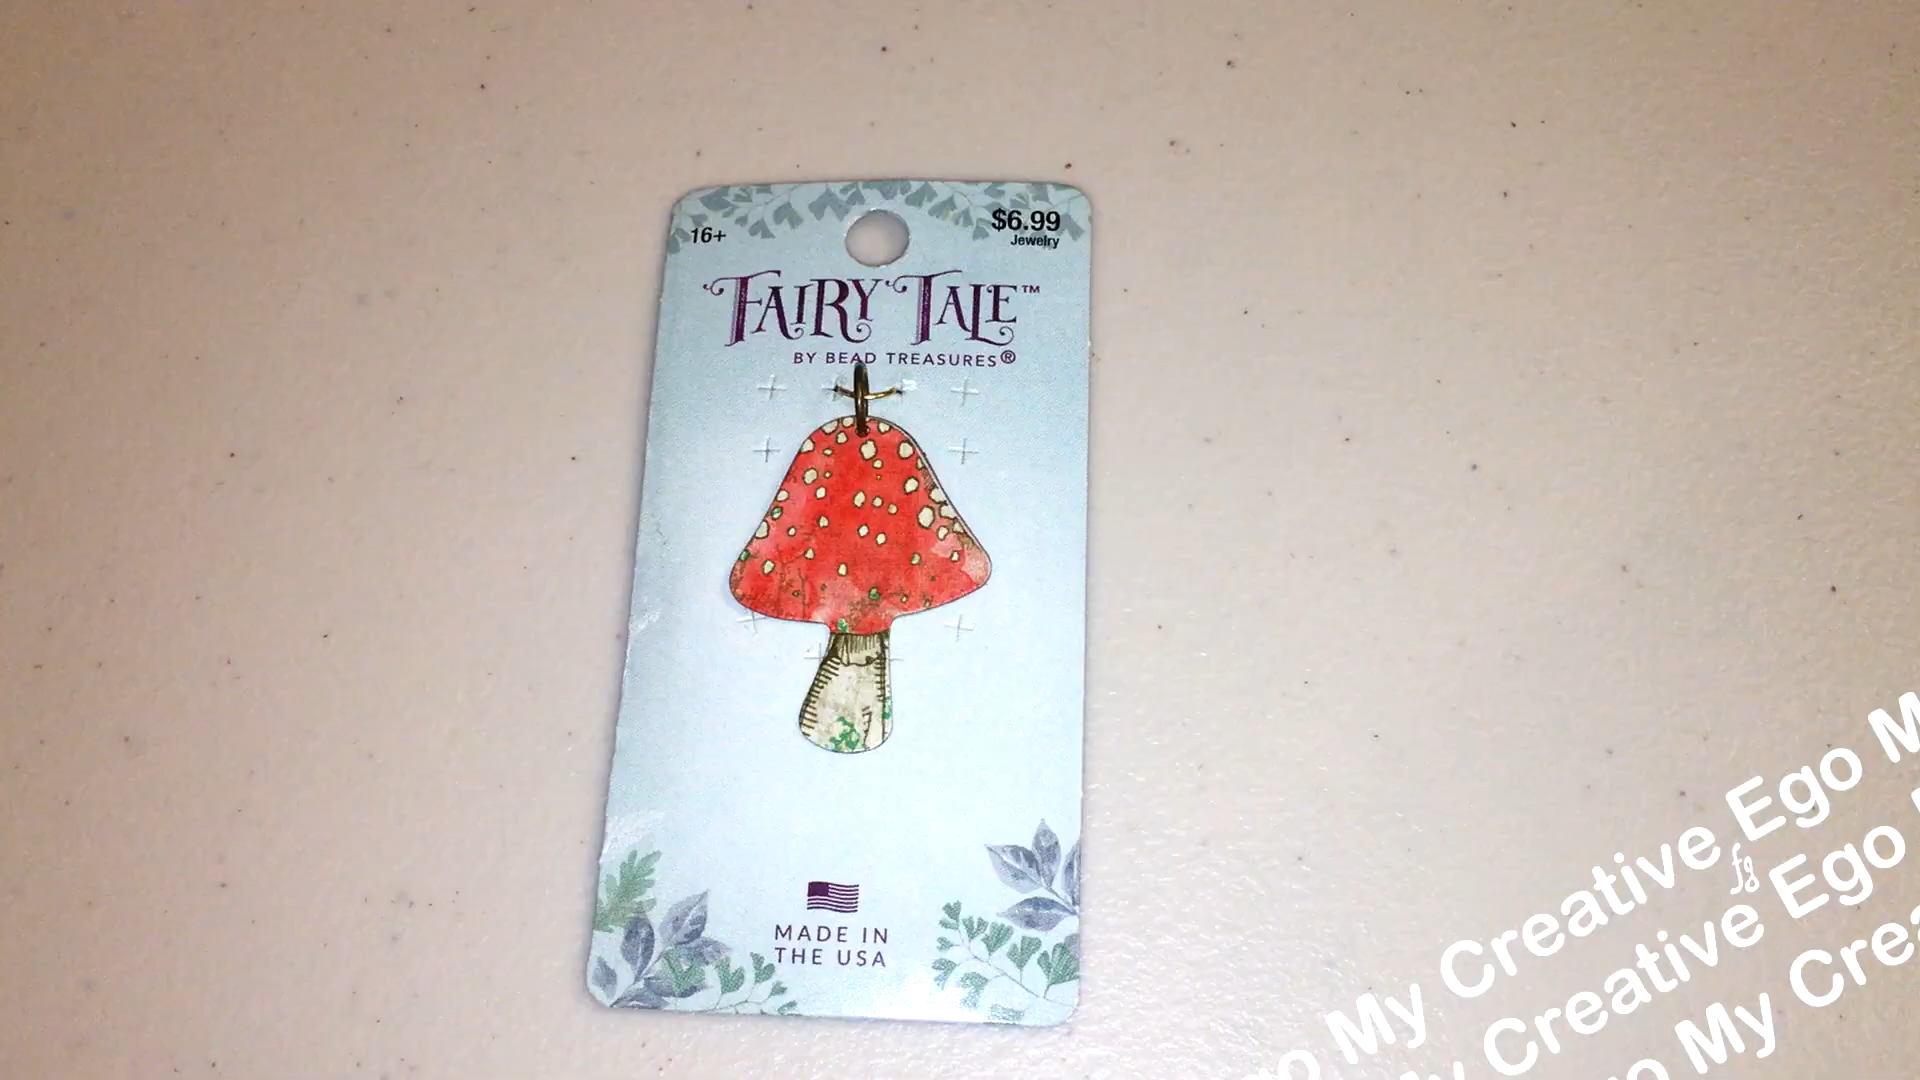 16+
$6.99
Jewelry
FAIRY TALE™
BY BEAD TREASURES®
MADE IN
THE USA
My Creative Ego M
My Creative Ego
go My Crea